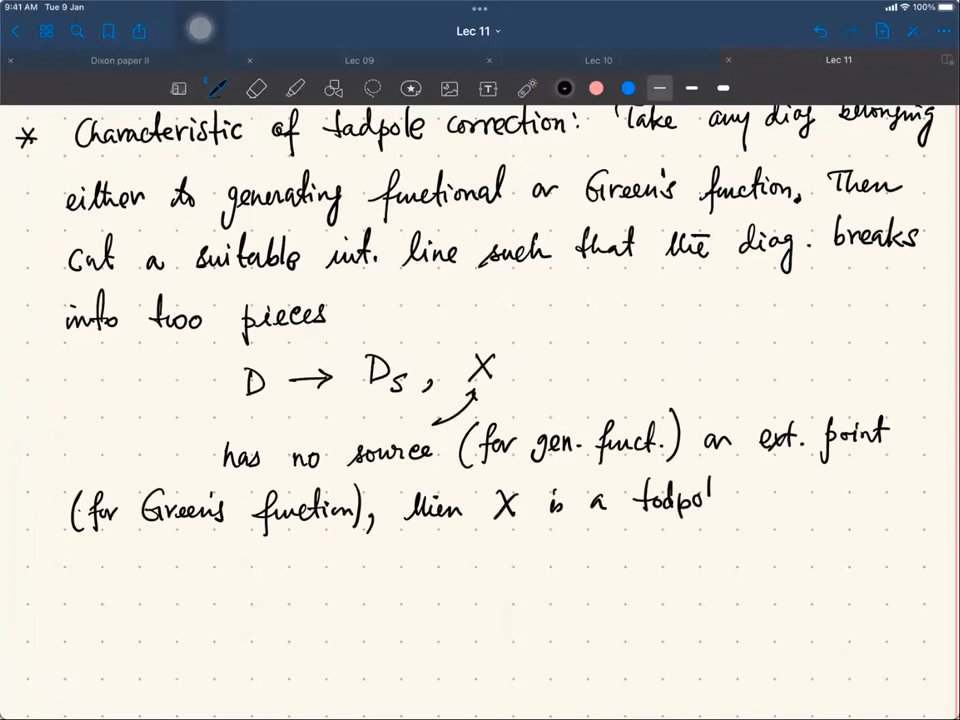 9:41 AM Tue 9 Jan
100%
Lec 11
Dixon paper II
Lec 09
Lec 10
Lec 11
* Characteristic of tadpole correction: Take any diag belonging
either to generating functional or Green's function. Then
cut a suitable int. line such that the diag. breaks
into two pieces
D → D_S, X
has no source (for gen. funct.) or ext. point
(for Green's function), then X is a tadpol